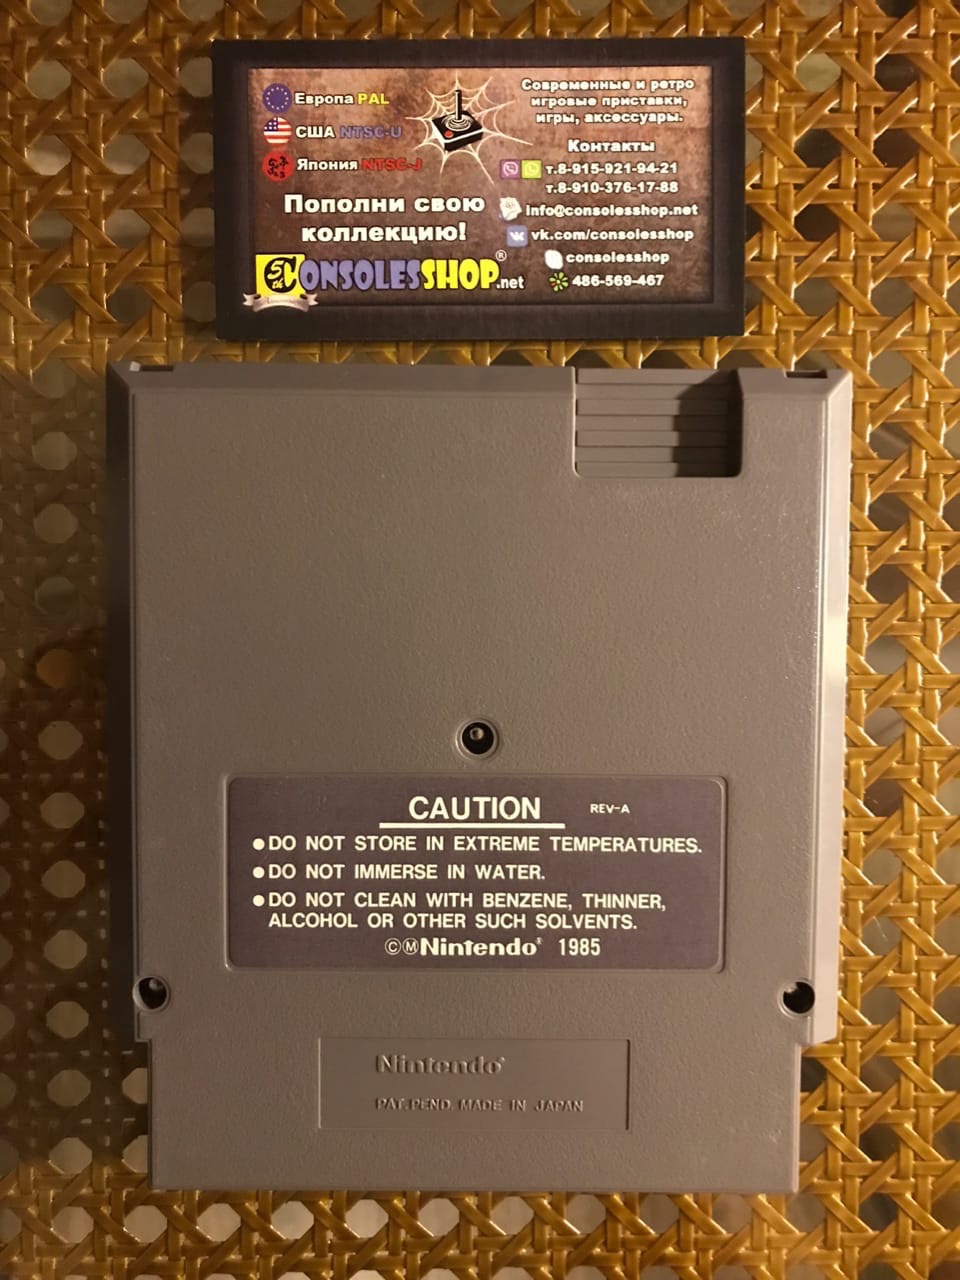 Европа PAL
США NTSC-U
Япония NTSC-J
Пополни свою
коллекцию!
5th
CONSOLESSHOP.net®
Современные и ретро
игровые приставки,
игры, аксессуары.
Контакты
т.8-915-921-94-21
т.8-910-376-17-88
info@consolesshop.net
vk.com/consolesshop
consolesshop
486-569-467
CAUTION REV-A
●DO NOT STORE IN EXTREME TEMPERATURES.
●DO NOT IMMERSE IN WATER.
●DO NOT CLEAN WITH BENZENE, THINNER,
ALCOHOL OR OTHER SUCH SOLVENTS.
©ⓂNintendo® 1985
Nintendo®
PAT.PEND. MADE IN JAPAN